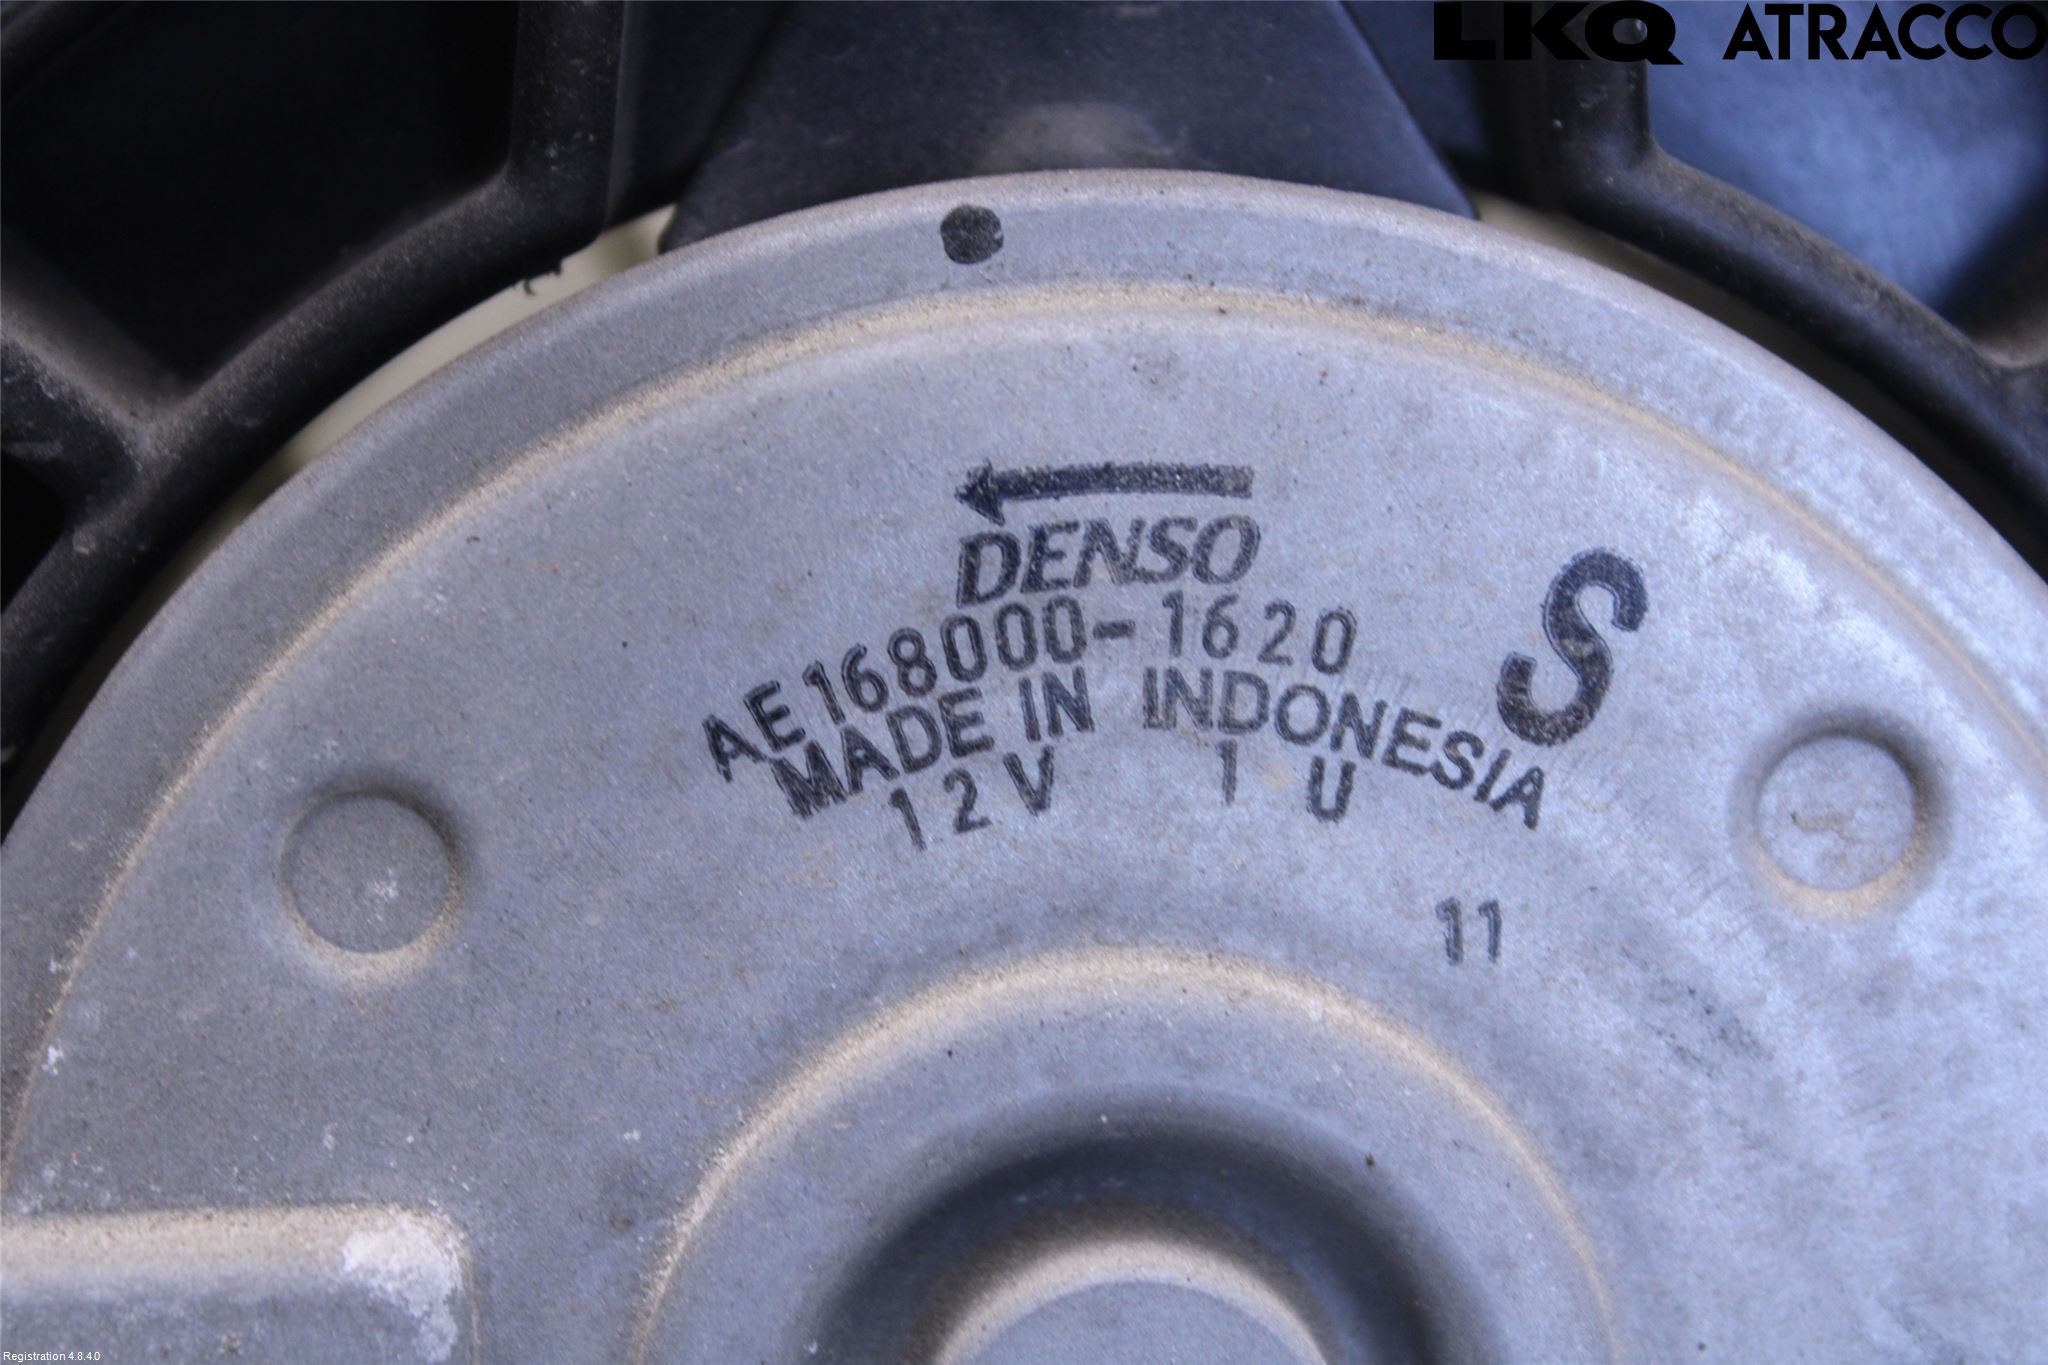 LKQ ATRACCO
DENSO
AE168000-1620
MADE IN INDONESIA
12V 1 U
S
11
Registration 4.8.4.0